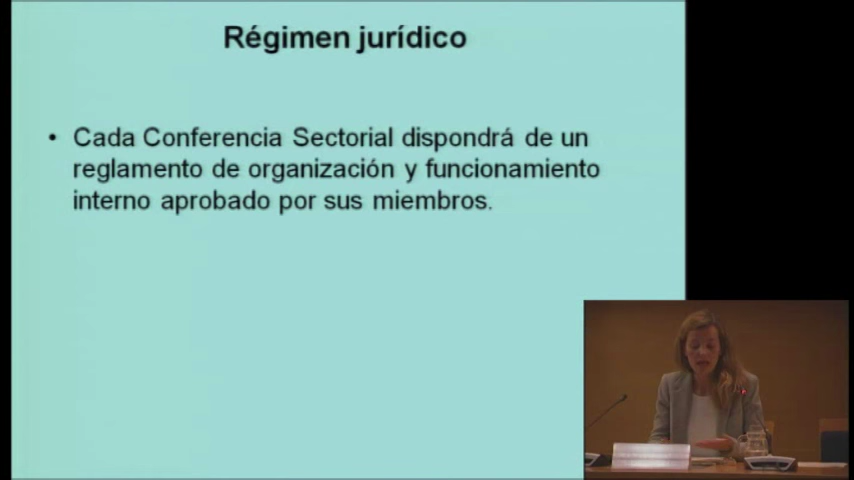 Régimen jurídico
• Cada Conferencia Sectorial dispondrá de un
reglamento de organización y funcionamiento
interno aprobado por sus miembros.